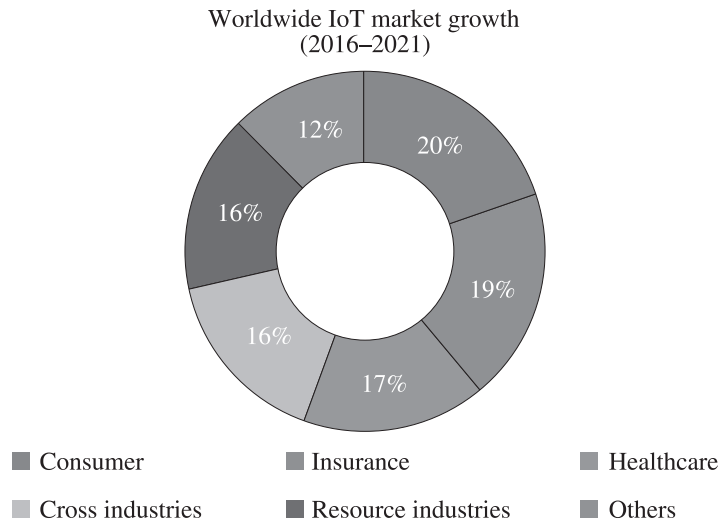 Worldwide IoT market growth
(2016–2021)
12%
20%
16%
19%
16%
17%
Consumer
Insurance
Healthcare
Cross industries
Resource industries
Others